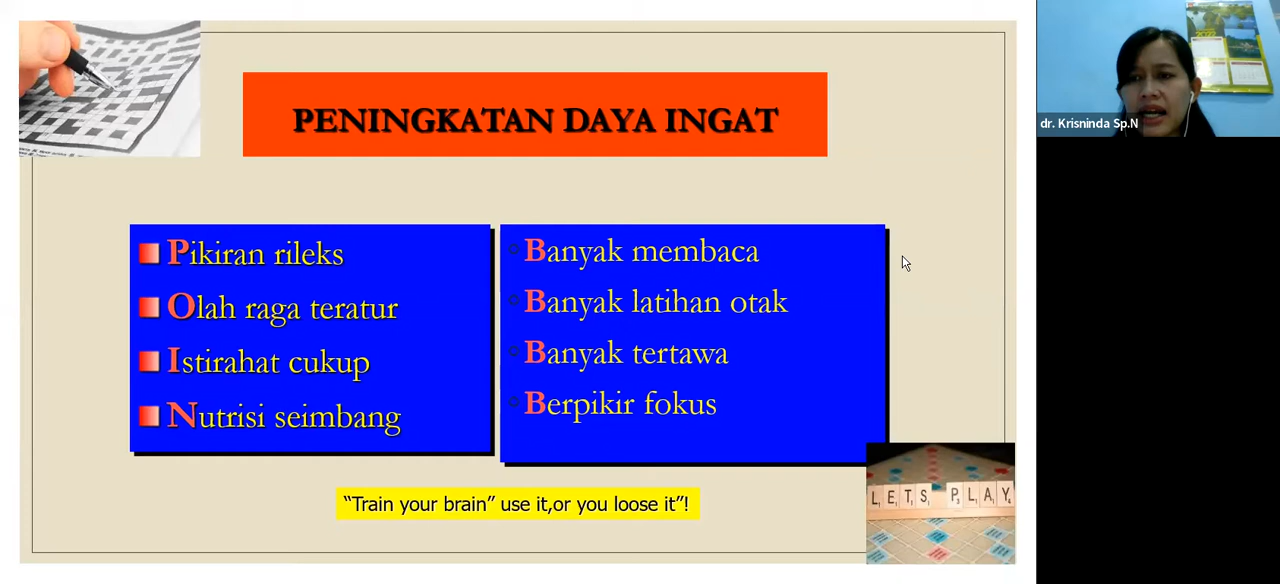 PENINGKATAN DAYA INGAT
Pikiran rileks
Olah raga teratur
Istirahat cukup
Nutrisi seimbang
Banyak membaca
Banyak latihan otak
Banyak tertawa
Berpikir fokus
“Train your brain” use it,or you loose it”!
LETS PLAY
2022
dr. Krisninda Sp.N